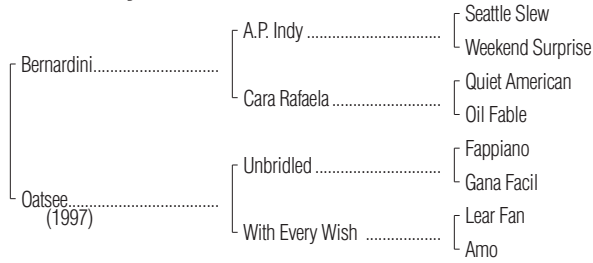 Seattle Slew
A.P. Indy ................................
Weekend Surprise
Bernardini..................................
Quiet American
Cara Rafaela ..........................
Oil Fable
Fappiano
Unbridled ..............................
Gana Facil
Oatsee.........................................
(1997)
Lear Fan
With Every Wish ..................
Amo